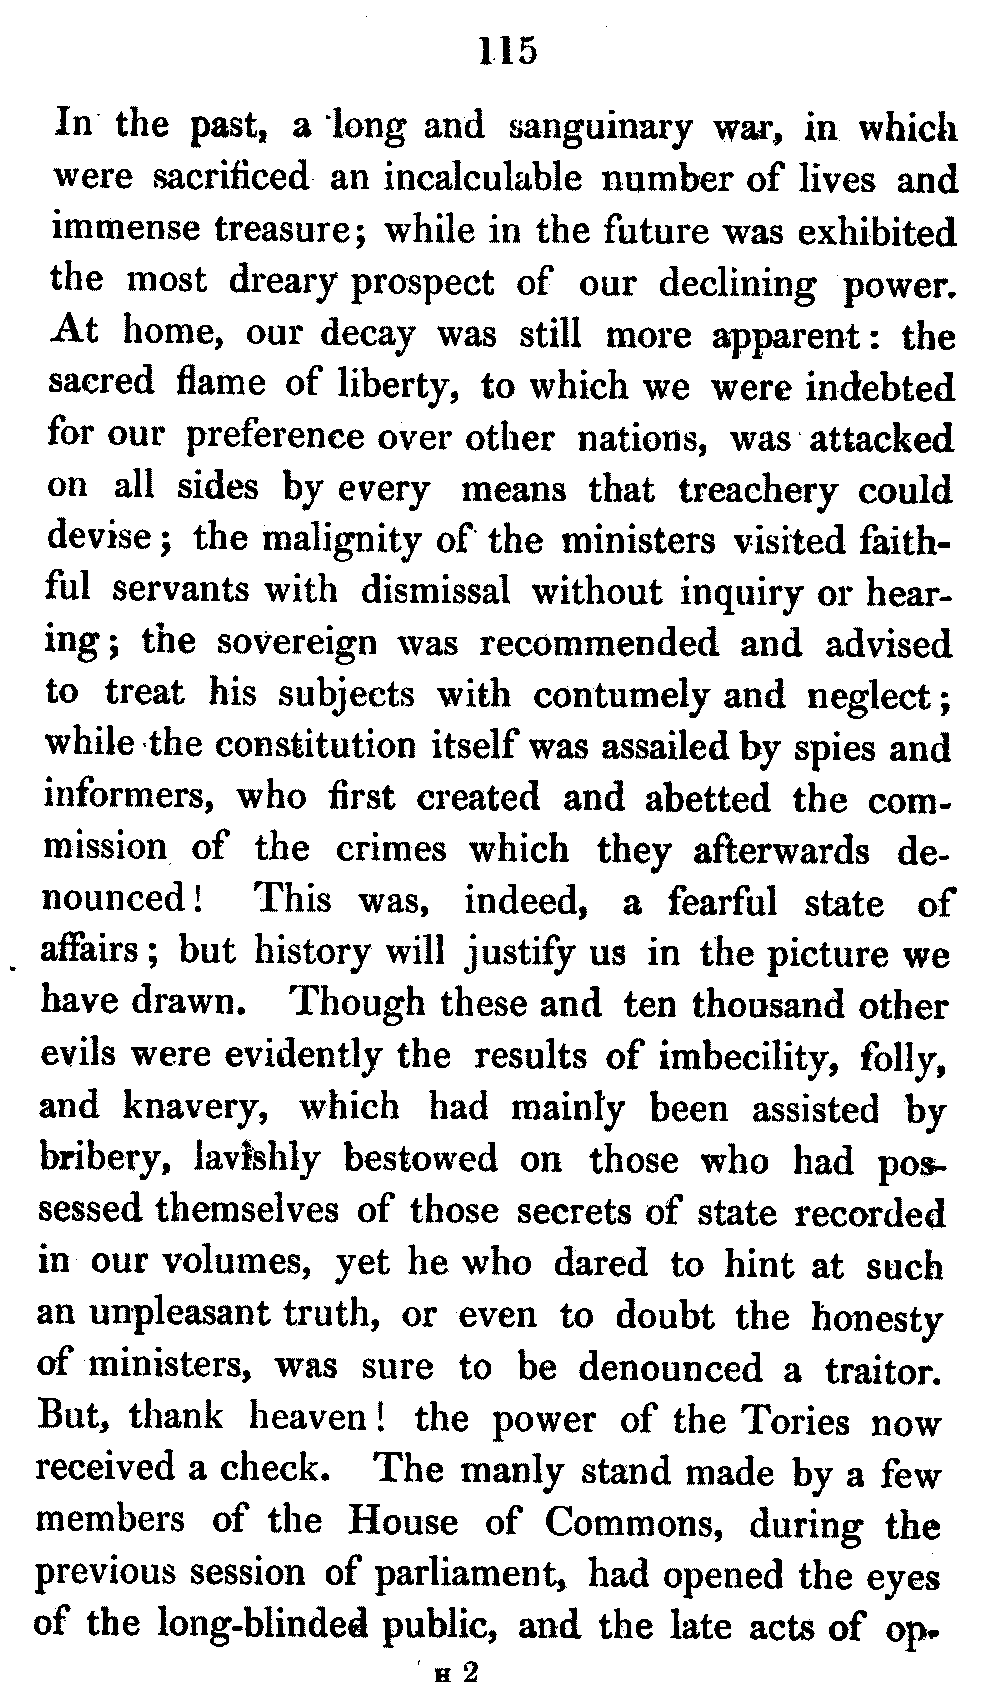 115
In the past, a long and sanguinary war, in which
were sacrificed an incalculable number of lives and
immense treasure; while in the future was exhibited
the most dreary prospect of our declining power.
At home, our decay was still more apparent: the
sacred flame of liberty, to which we were indebted
for our preference over other nations, was attacked
on all sides by every means that treachery could
devise; the malignity of the ministers visited faith-
ful servants with dismissal without inquiry or hear-
ing; the sovereign was recommended and advised
to treat his subjects with contumely and neglect;
while the constitution itself was assailed by spies and
informers, who first created and abetted the com-
mission of the crimes which they afterwards de-
nounced! This was, indeed, a fearful state of
affairs; but history will justify us in the picture we
have drawn. Though these and ten thousand other
evils were evidently the results of imbecility, folly,
and knavery, which had mainly been assisted by
bribery, lavishly bestowed on those who had pos-
sessed themselves of those secrets of state recorded
in our volumes, yet he who dared to hint at such
an unpleasant truth, or even to doubt the honesty
of ministers, was sure to be denounced a traitor.
But, thank heaven! the power of the Tories now
received a check. The manly stand made by a few
members of the House of Commons, during the
previous session of parliament, had opened the eyes
of the long-blinded public, and the late acts of op-
H 2